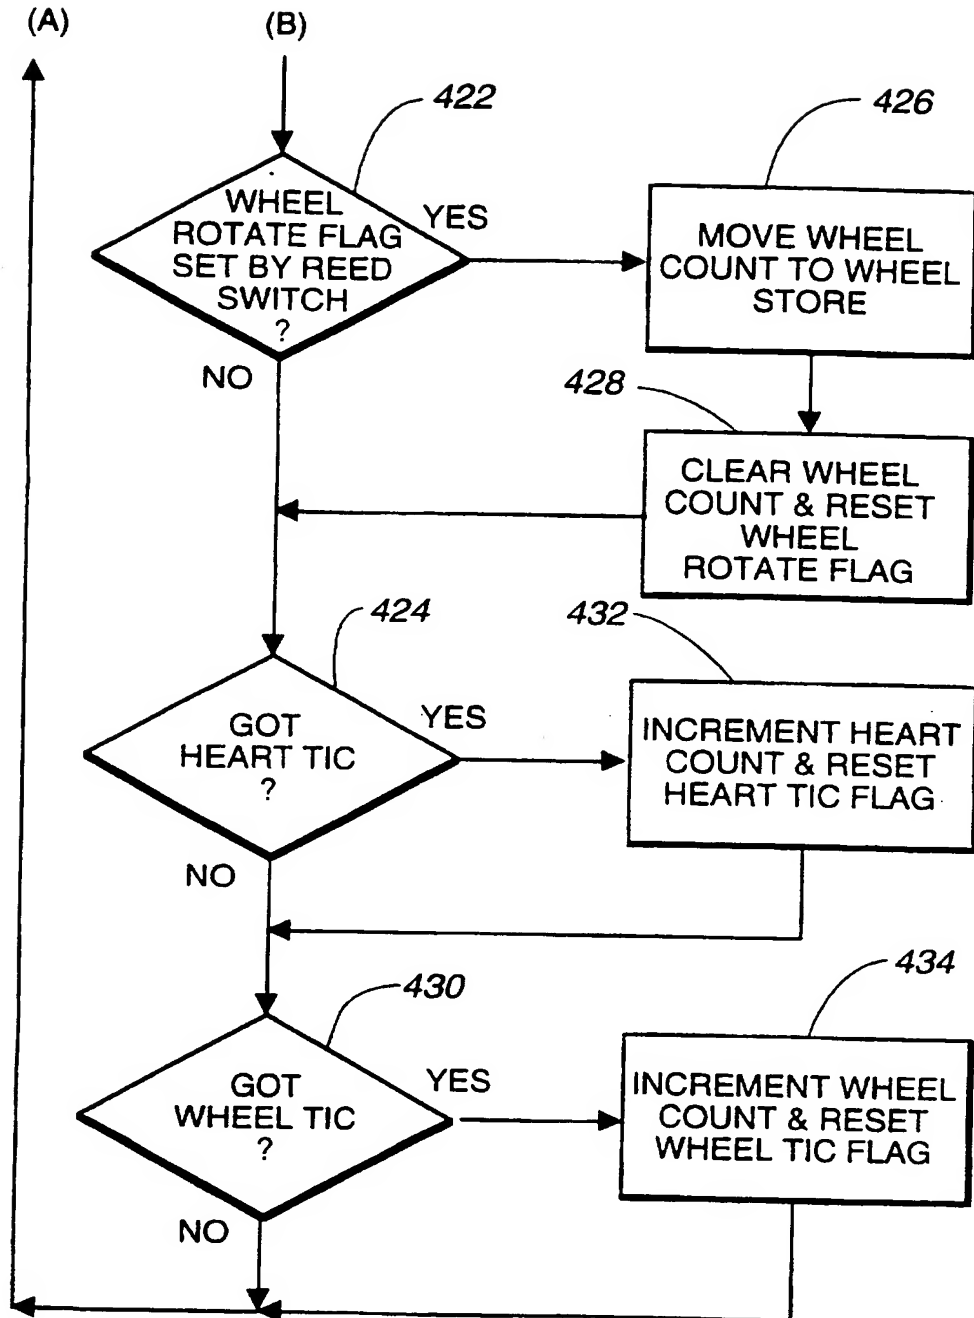 (A)
(B)
422
426
WHEEL
ROTATE FLAG
SET BY REED
SWITCH
?
YES
NO
MOVE WHEEL
COUNT TO WHEEL
STORE
428
CLEAR WHEEL
COUNT & RESET
WHEEL
ROTATE FLAG
424
432
GOT
HEART TIC
?
YES
NO
INCREMENT HEART
COUNT & RESET
HEART TIC FLAG
430
434
GOT
WHEEL TIC
?
YES
NO
INCREMENT WHEEL
COUNT & RESET
WHEEL TIC FLAG